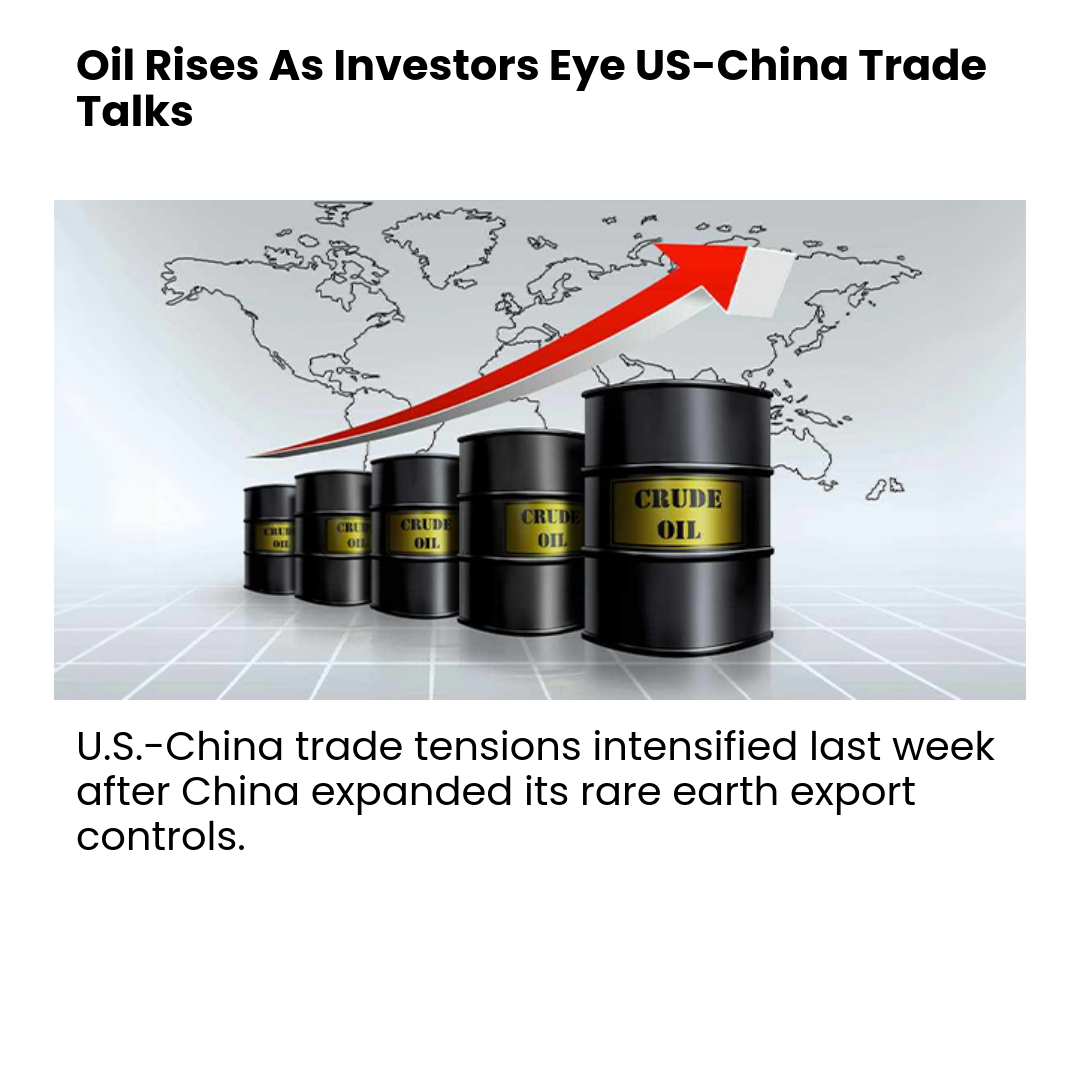 Oil Rises As Investors Eye US-China Trade
Talks
CRUDE
OIL
CRUDE
OIL
CRUDE
OIL
CRUDE
OIL
CRUDE
OIL
U.S.-China trade tensions intensified last week
after China expanded its rare earth export
controls.